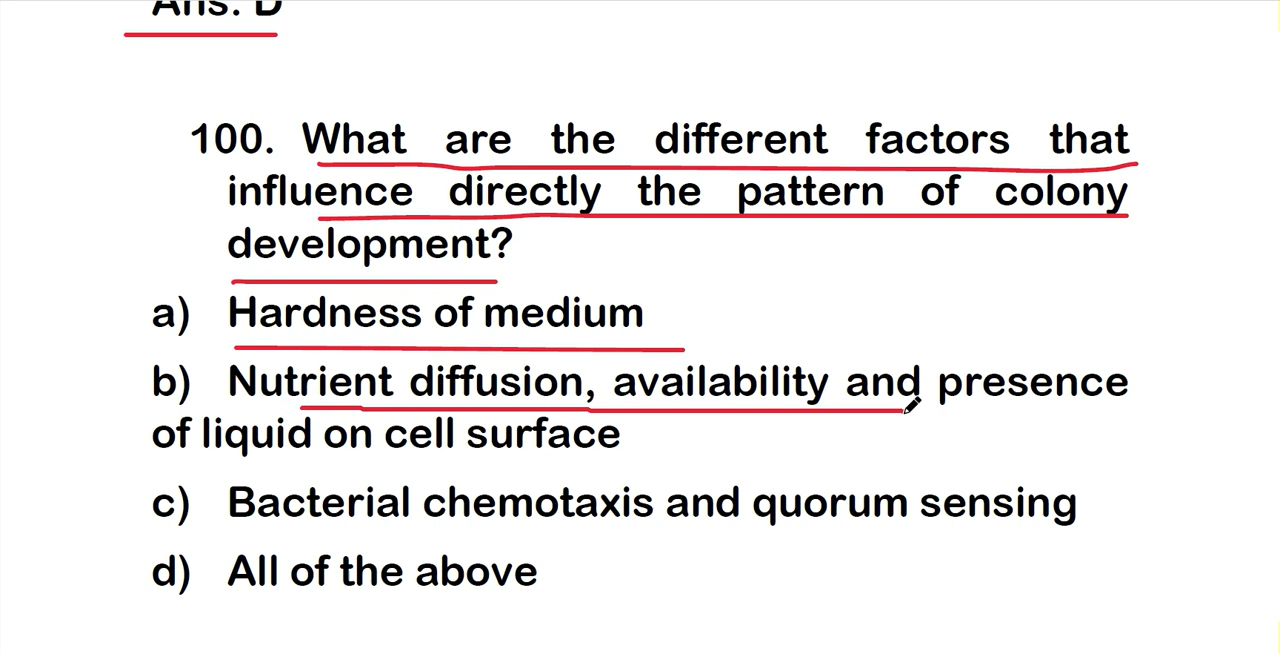 Ans. D
100. What are the different factors that
influence directly the pattern of colony
development?
a) Hardness of medium
b) Nutrient diffusion, availability and presence
of liquid on cell surface
c) Bacterial chemotaxis and quorum sensing
d) All of the above